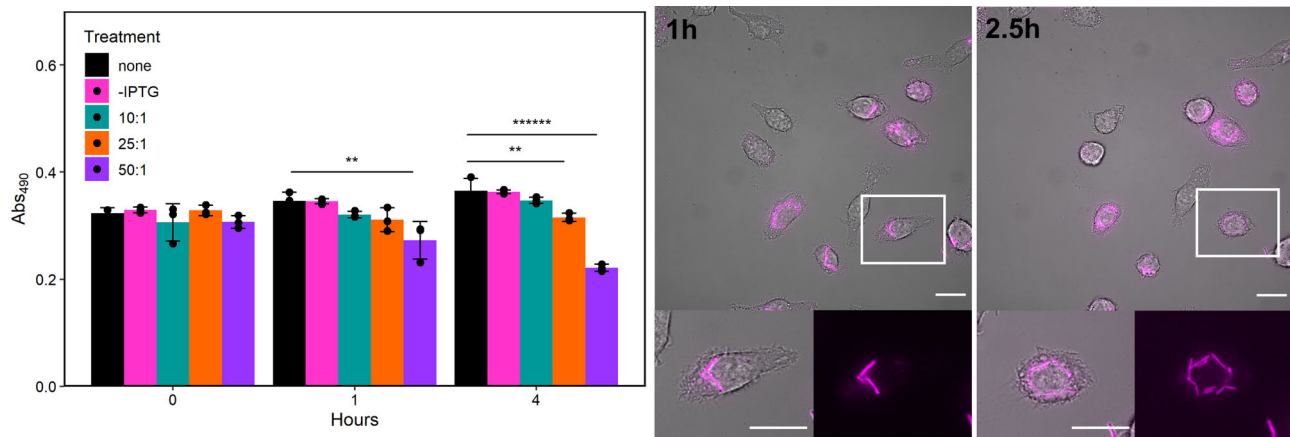 Treatment
none
-IPTG
10:1
25:1
50:1
Abs490
0.6
0.4
0.2
0.0
**
******
**
0 1 4
Hours
1h
2.5h